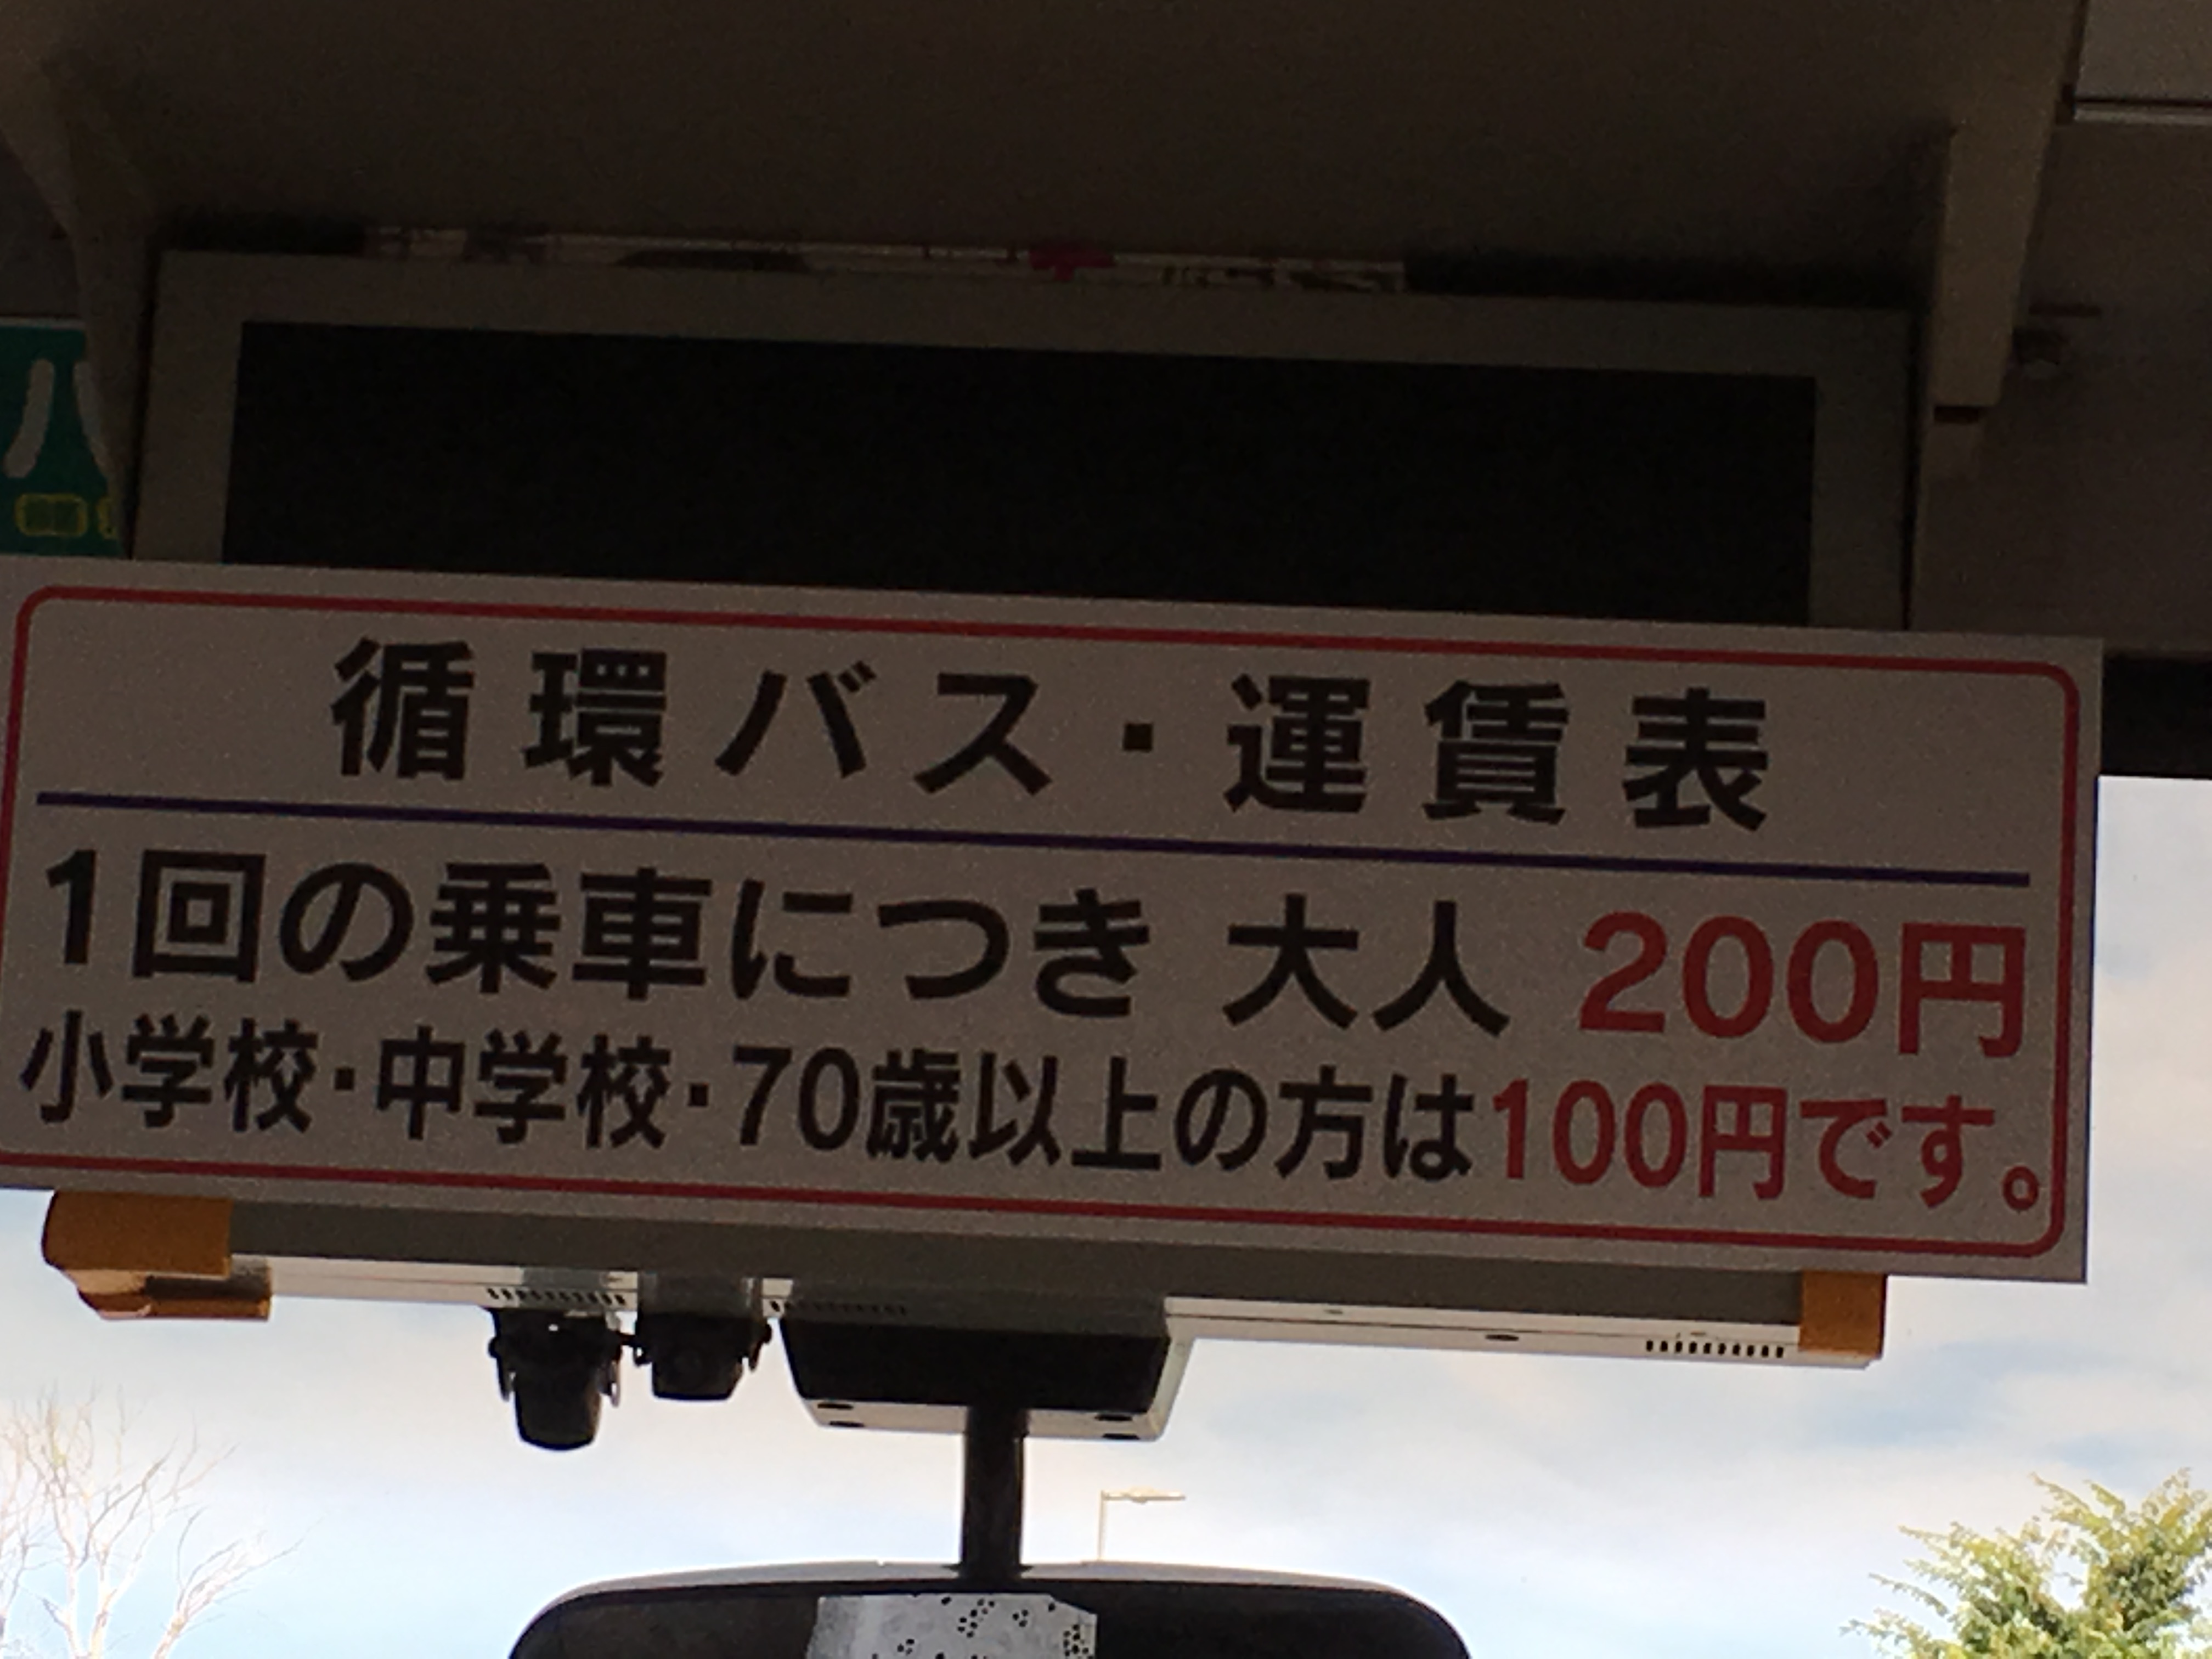 循環バス・運賃表
1回の乗車につき 大人 200円
小学校・中学校・70歳以上の方は100円です。